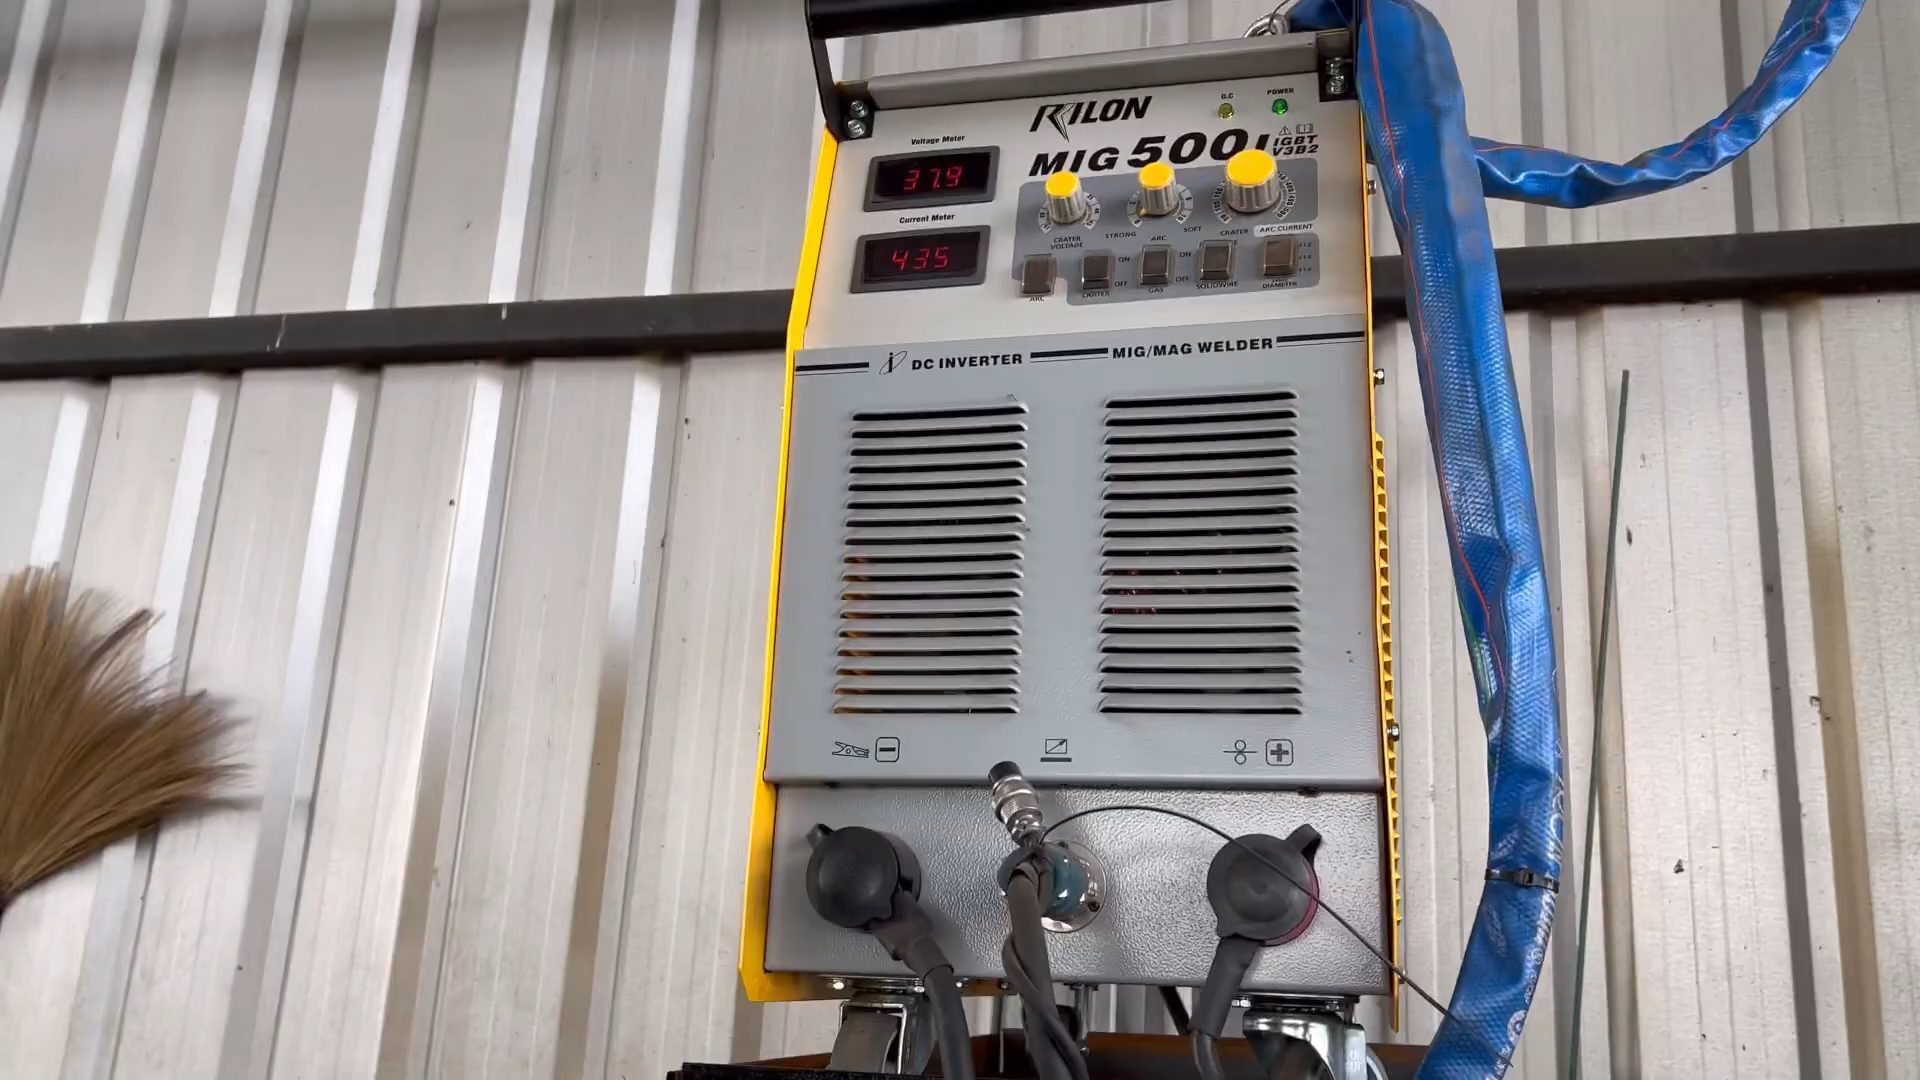 RILON
O.C
POWER
MIG 500I
IGBT
V3B2
Voltage Meter
37.9
Current Meter
435
CRATER
VOLTAGE
STRONG
ARC
SOFT
CRATER
ARC.CURRENT
ON
ON
OFF
OFF
ARC
CRATER
GAS
SOLIDWIRE
DIAMETER
DC INVERTER
MIG/MAG WELDER